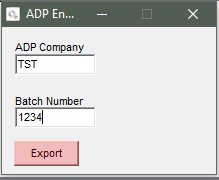 ADP En...
ADP Company
TST
Batch Number
1234
Export